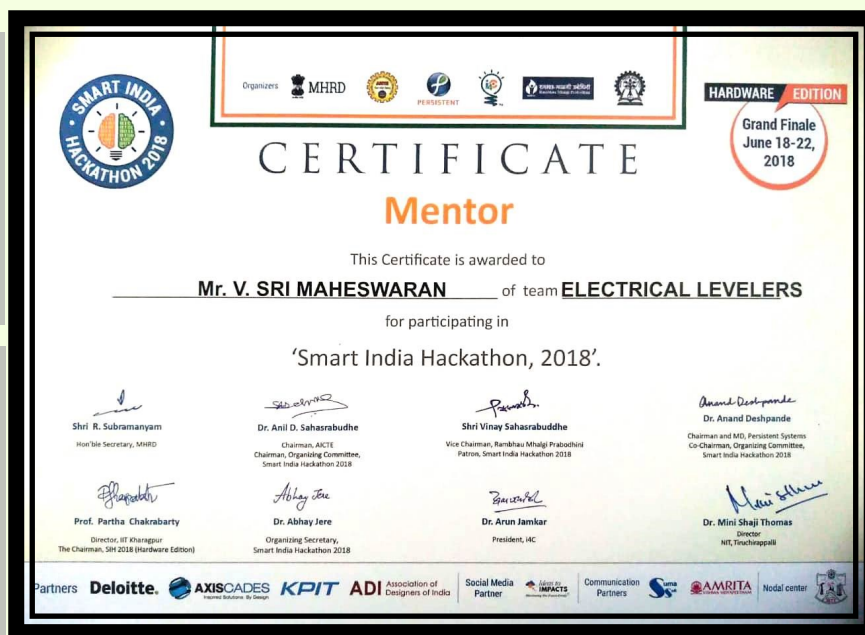 SMART INDIA
HACKATHON 2018
Organizers
MHRD
PERSISTENT
HARDWARE EDITION
Grand Finale
June 18-22,
2018
CERTIFICATE
Mentor
This Certificate is awarded to
Mr. V. SRI MAHESWARAN of team ELECTRICAL LEVELERS
for participating in
‘Smart India Hackathon, 2018’.
Anand Deshpande
Shri R. Subramanyam
Hon'ble Secretary, MHRD
Dr. Anil D. Sahasrabudhe
Chairman, AICTE
Chairman, Organizing Committee,
Smart India Hackathon 2018
Shri Vinay Sahasrabuddhe
Vice Chairman, Rambhau Mhalgi Prabodhini
Patron, Smart India Hackathon 2018
Dr. Anand Deshpande
Chairman and MD, Persistent Systems
Co-Chairman, Organizing Committee,
Smart India Hackathon 2018
Abhay Jere
Prof. Partha Chakrabarty
Director, IIT Kharagpur
The Chairman, SIH 2018 (Hardware Edition)
Dr. Abhay Jere
Organizing Secretary,
Smart India Hackathon 2018
Dr. Arun Jamkar
President, i4C
Dr. Mini Shaji Thomas
Director
NIT, Tiruchirappalli
Partners
Deloitte.
AXISCADES
KPIT
ADI Association of
Designers of India
Social Media
Partner
Ideas to
IMPACTS
Communication
Partners
AMRITA
Nodal center